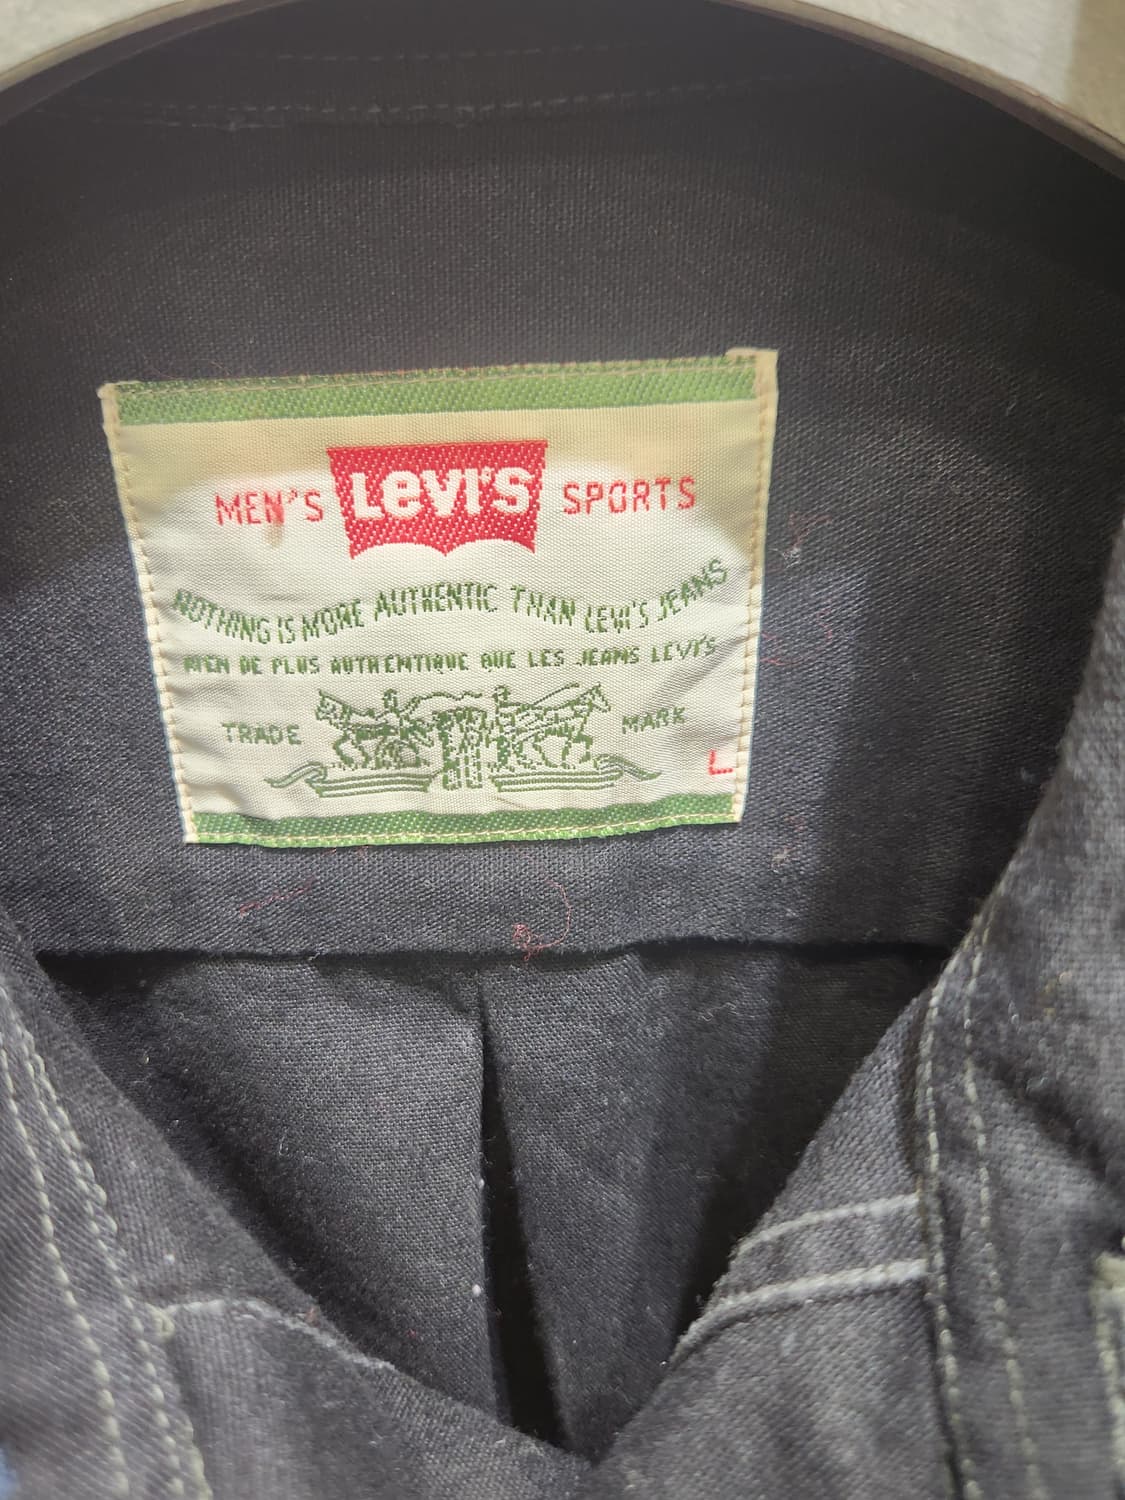 MEN'S LEVI'S SPORTS
NOTHING IS MORE AUTHENTIC THAN LEVI'S JEANS
RIEN DE PLUS AUTHENTIQUE QUE LES JEANS LEVI'S
TRADE MARK
L